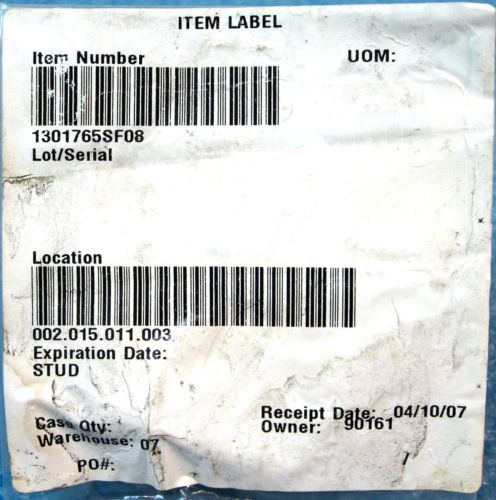 ITEM LABEL
Item Number UOM:
1301765SF08
Lot/Serial
Location
002.015.011.003
Expiration Date:
STUD
Case Qty: Receipt Date: 04/10/07
Warehouse: 07 Owner: 90161
PO#: